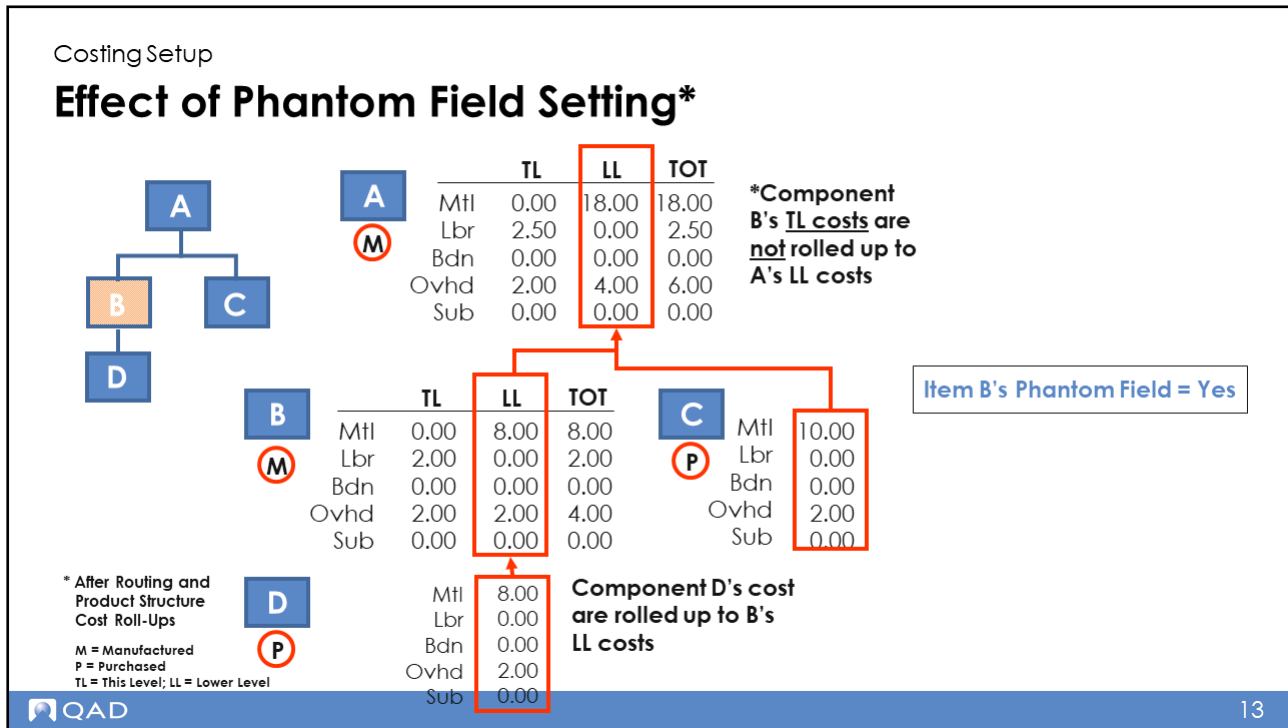 Costing Setup
Effect of Phantom Field Setting*
A
B
C
D
A
M
TL LL TOT
Mtl 0.00 18.00 18.00
Lbr 2.50 0.00 2.50
Bdn 0.00 0.00 0.00
Ovhd 2.00 4.00 6.00
Sub 0.00 0.00 0.00
*Component
B's TL costs are
not rolled up to
A's LL costs
Item B's Phantom Field = Yes
B
M
TL LL TOT
Mtl 0.00 8.00 8.00
Lbr 2.00 0.00 2.00
Bdn 0.00 0.00 0.00
Ovhd 2.00 2.00 4.00
Sub 0.00 0.00 0.00
C
P
Mtl 10.00
Lbr 0.00
Bdn 0.00
Ovhd 2.00
Sub 0.00
* After Routing and
Product Structure
Cost Roll-Ups
M = Manufactured
P = Purchased
TL = This Level; LL = Lower Level
D
P
Mtl 8.00
Lbr 0.00
Bdn 0.00
Ovhd 2.00
Sub 0.00
Component D's cost
are rolled up to B's
LL costs
QAD
13